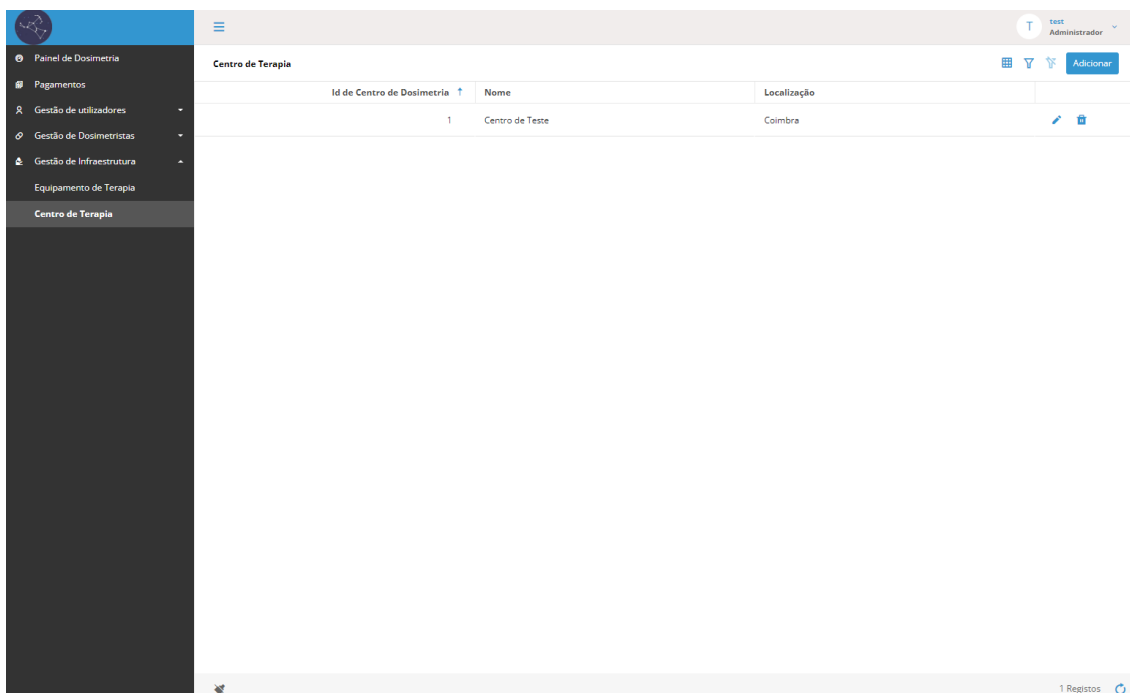 T
test
Administrador
Painel de Dosimetria
Pagamentos
Gestão de utilizadores
Gestão de Dosimetristas
Gestão de Infraestrutura
Equipamento de Terapia
Centro de Terapia
Centro de Terapia
Adicionar
Id de Centro de Dosimetria ↑ Nome Localização
1 Centro de Teste Coimbra
1 Registos